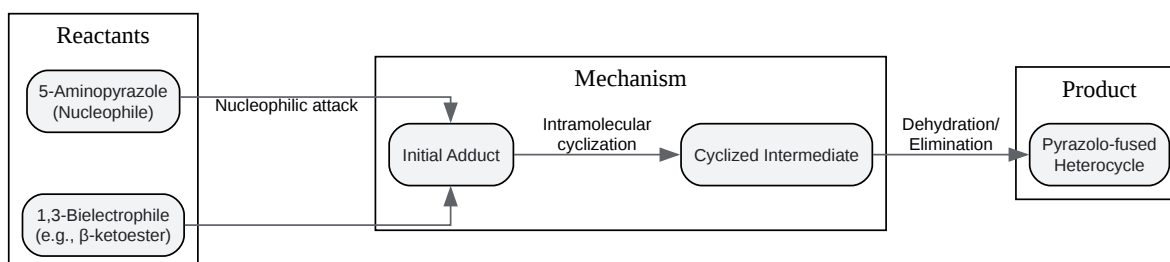 Reactants
5-Aminopyrazole
(Nucleophile)
Nucleophilic attack
1,3-Bielectrophile
(e.g., β-ketoester)
Mechanism
Initial Adduct
Intramolecular
cyclization
Cyclized Intermediate
Dehydration/
Elimination
Product
Pyrazolo-fused
Heterocycle